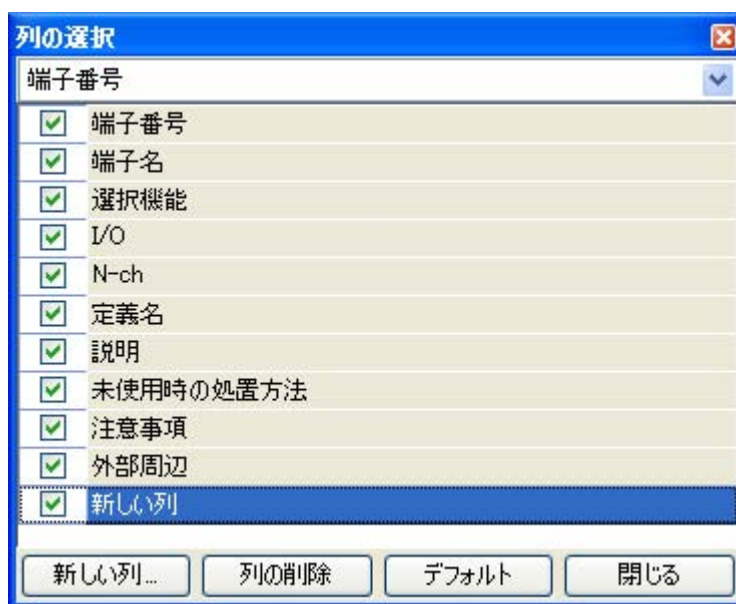 列の選択
端子番号
端子番号
端子名
選択機能
I/O
N-ch
定義名
説明
未使用時の処置方法
注意事項
外部周辺
新しい列
新しい列... 列の削除 デフォルト 閉じる